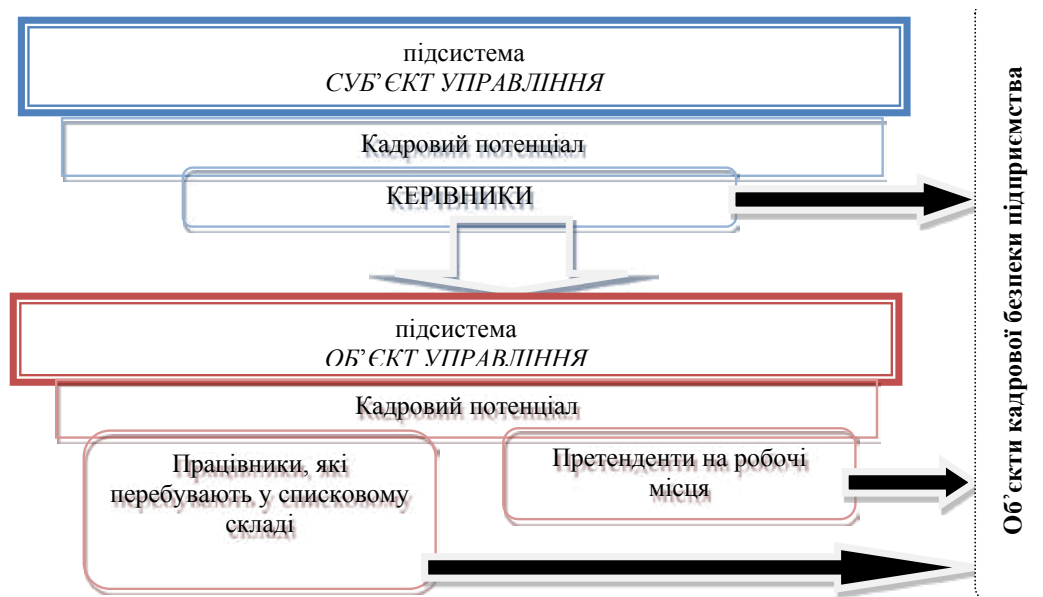 підсистема
СУБ’ЄКТ УПРАВЛІННЯ
Кадровий потенціал
КЕРІВНИКИ
підсистема
ОБ’ЄКТ УПРАВЛІННЯ
Кадровий потенціал
Працівники, які
перебувають у списковому
складі
Претенденти на робочі
місця
Об’єкти кадрової безпеки підприємства